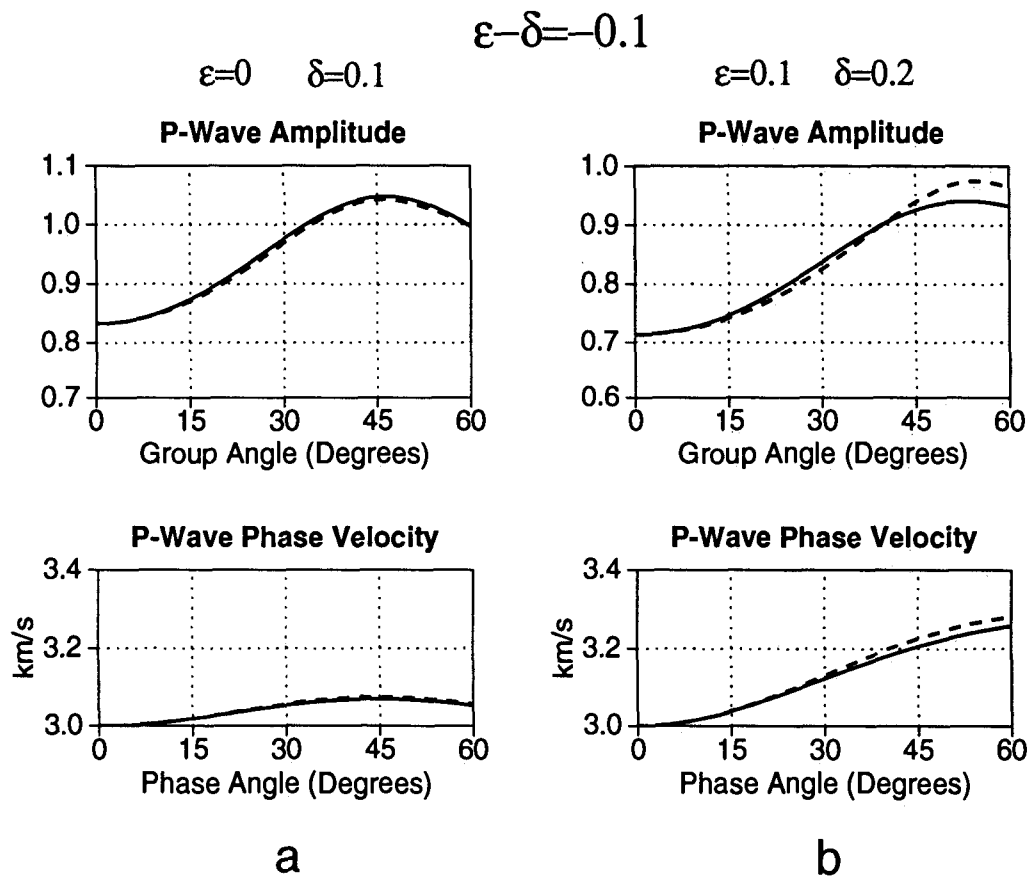 ε–δ=–0.1
ε=0 δ=0.1
P-Wave Amplitude
1.1
1.0
0.9
0.8
0.7
0 15 30 45 60
Group Angle (Degrees)
P-Wave Phase Velocity
3.4
3.2
3.0
km/s
0 15 30 45 60
Phase Angle (Degrees)
a
ε=0.1 δ=0.2
P-Wave Amplitude
1.0
0.9
0.8
0.7
0.6
0 15 30 45 60
Group Angle (Degrees)
P-Wave Phase Velocity
3.4
3.2
3.0
km/s
0 15 30 45 60
Phase Angle (Degrees)
b